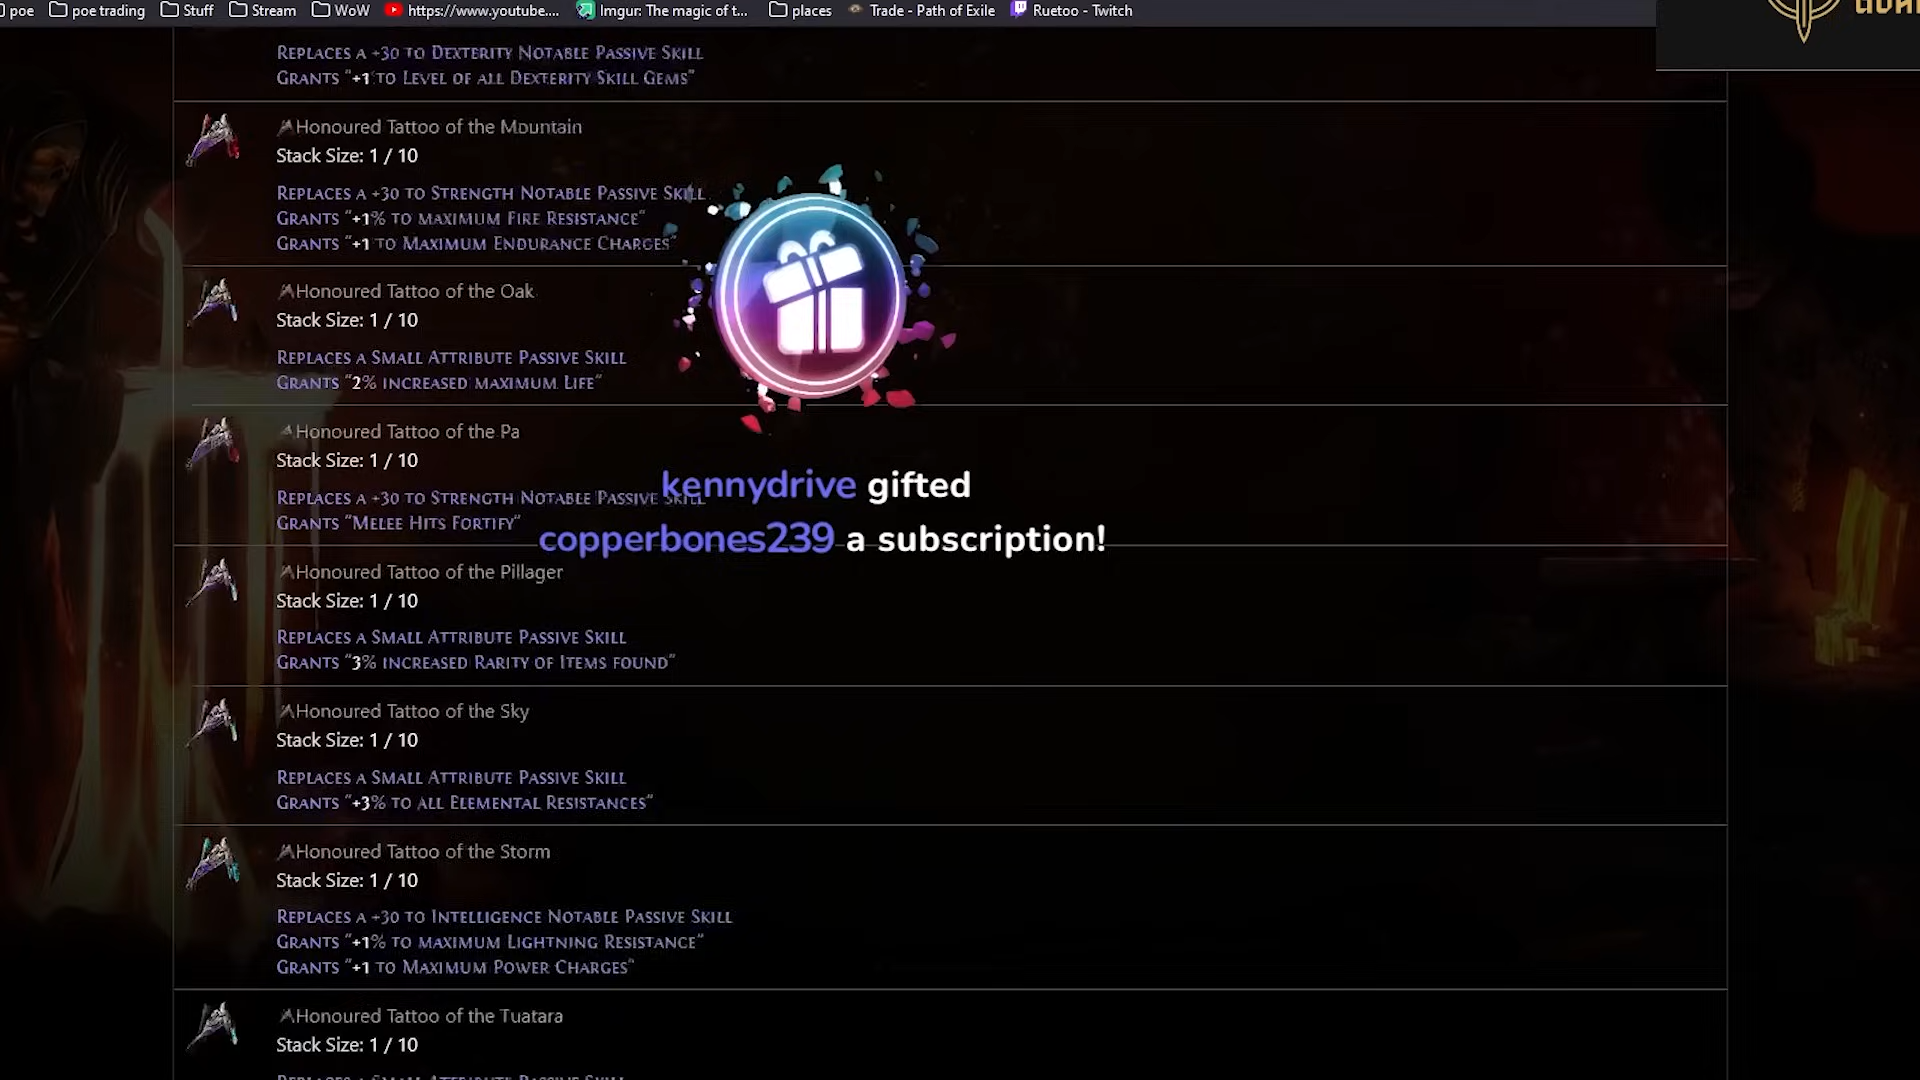 poe poe trading Stuff Stream WoW https://www.youtube.... Imgur: The magic of t... places Trade - Path of Exile Ruetoo - Twitch
Replaces a +30 to Dexterity Notable Passive Skill
Grants "+1 to Level of all Dexterity Skill Gems"
Honoured Tattoo of the Mountain
Stack Size: 1 / 10
Replaces a +30 to Strength Notable Passive Skill
Grants "+1% to maximum Fire Resistance"
Grants "+1 to Maximum Endurance Charges"
Honoured Tattoo of the Oak
Stack Size: 1 / 10
Replaces a Small Attribute Passive Skill
Grants "2% increased maximum Life"
Honoured Tattoo of the Pa
Stack Size: 1 / 10
Replaces a +30 to Strength Notable Passive Skill
Grants "Melee Hits Fortify"
kennydrive gifted
copperbones239 a subscription!
Honoured Tattoo of the Pillager
Stack Size: 1 / 10
Replaces a Small Attribute Passive Skill
Grants "3% increased Rarity of Items found"
Honoured Tattoo of the Sky
Stack Size: 1 / 10
Replaces a Small Attribute Passive Skill
Grants "+3% to all Elemental Resistances"
Honoured Tattoo of the Storm
Stack Size: 1 / 10
Replaces a +30 to Intelligence Notable Passive Skill
Grants "+1% to maximum Lightning Resistance"
Grants "+1 to Maximum Power Charges"
Honoured Tattoo of the Tuatara
Stack Size: 1 / 10
Replaces a Small Attribute Passive Skill